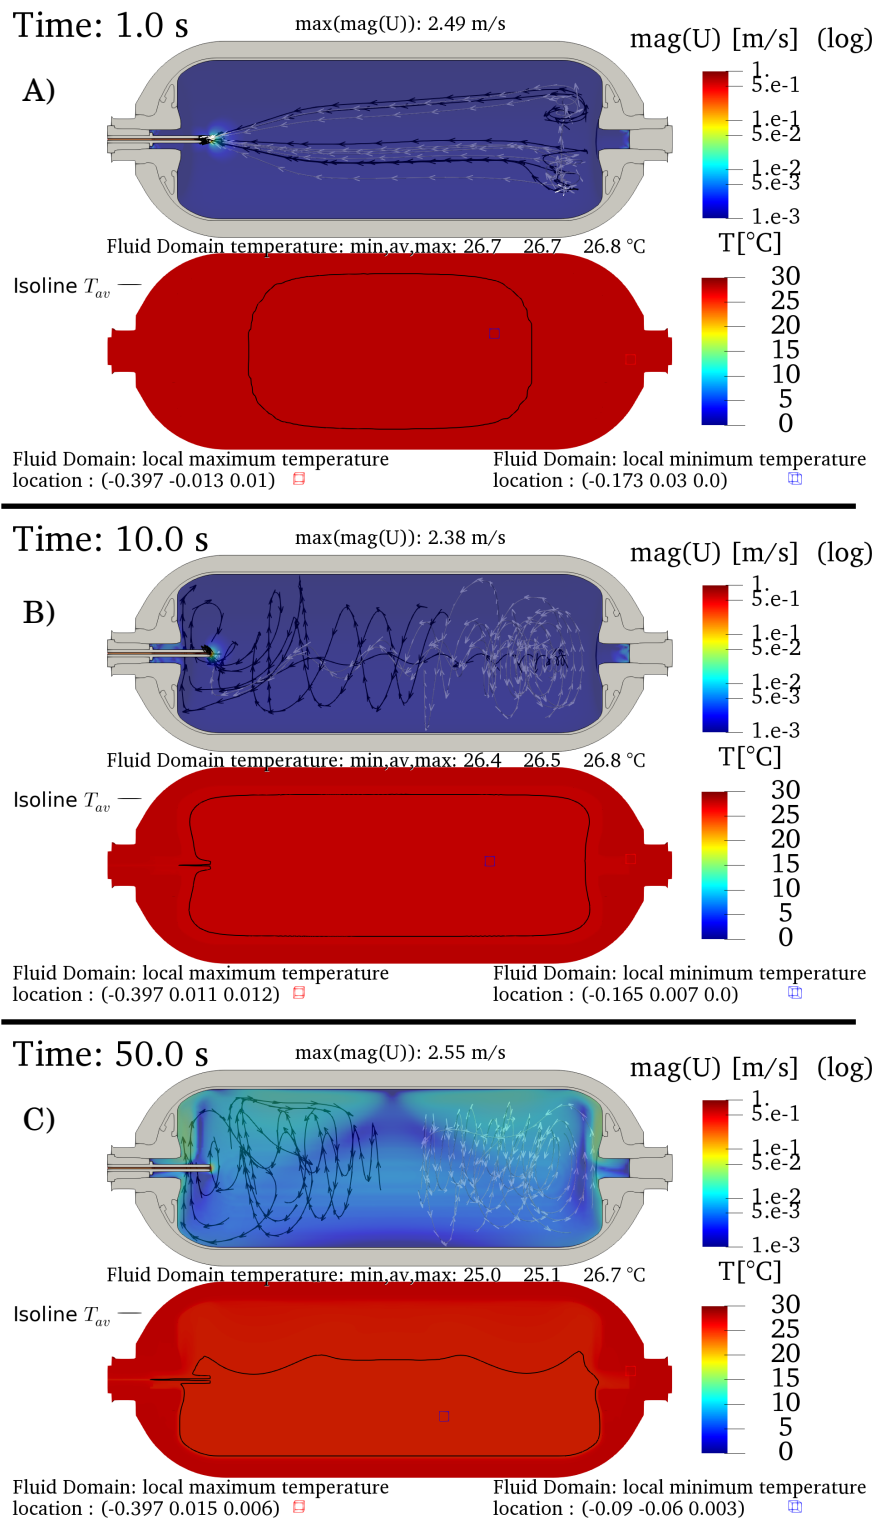 Time: 1.0 s
max(mag(U)): 2.49 m/s
mag(U) [m/s] (log)
A)
1.
5.e-1
1.e-1
5.e-2
1.e-2
5.e-3
1.e-3
Fluid Domain temperature: min,av,max: 26.7 26.7 26.8 °C
T[°C]
Isoline Tav
30
25
20
15
10
5
0
Fluid Domain: local maximum temperature
location : (-0.397 -0.013 0.01)
Fluid Domain: local minimum temperature
location : (-0.173 0.03 0.0)
Time: 10.0 s
max(mag(U)): 2.38 m/s
mag(U) [m/s] (log)
B)
1.
5.e-1
1.e-1
5.e-2
1.e-2
5.e-3
1.e-3
Fluid Domain temperature: min,av,max: 26.4 26.5 26.8 °C
T[°C]
Isoline Tav
30
25
20
15
10
5
0
Fluid Domain: local maximum temperature
location : (-0.397 0.011 0.012)
Fluid Domain: local minimum temperature
location : (-0.165 0.007 0.0)
Time: 50.0 s
max(mag(U)): 2.55 m/s
mag(U) [m/s] (log)
C)
1.
5.e-1
1.e-1
5.e-2
1.e-2
5.e-3
1.e-3
Fluid Domain temperature: min,av,max: 25.0 25.1 26.7 °C
T[°C]
Isoline Tav
30
25
20
15
10
5
0
Fluid Domain: local maximum temperature
location : (-0.397 0.015 0.006)
Fluid Domain: local minimum temperature
location : (-0.09 -0.06 0.003)